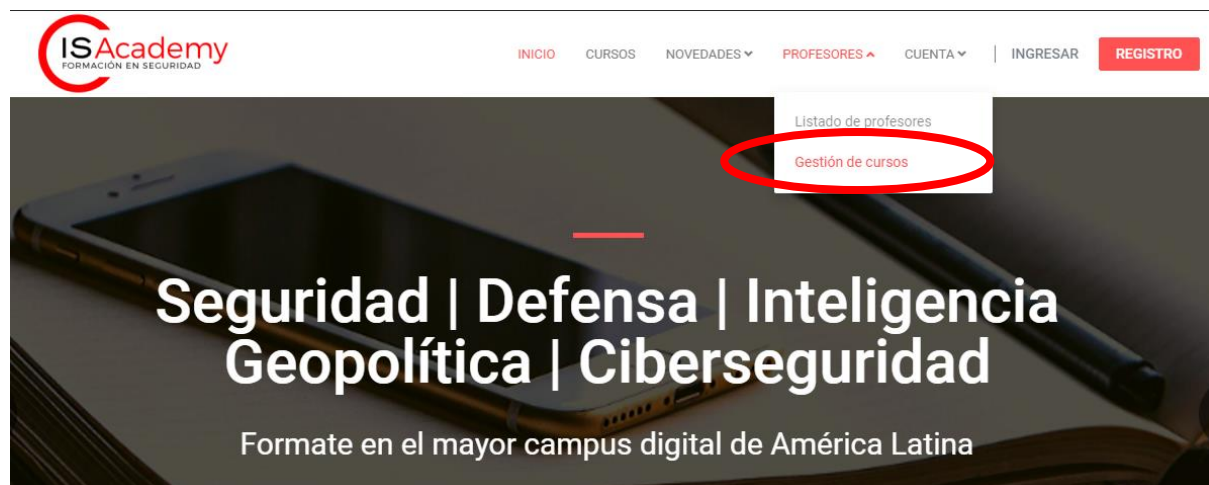 ISAcademy
FORMACIÓN EN SEGURIDAD
INICIO CURSOS NOVEDADES PROFESORES CUENTA | INGRESAR REGISTRO
Listado de profesores
Gestión de cursos
Seguridad | Defensa | Inteligencia
Geopolítica | Ciberseguridad
Formate en el mayor campus digital de América Latina